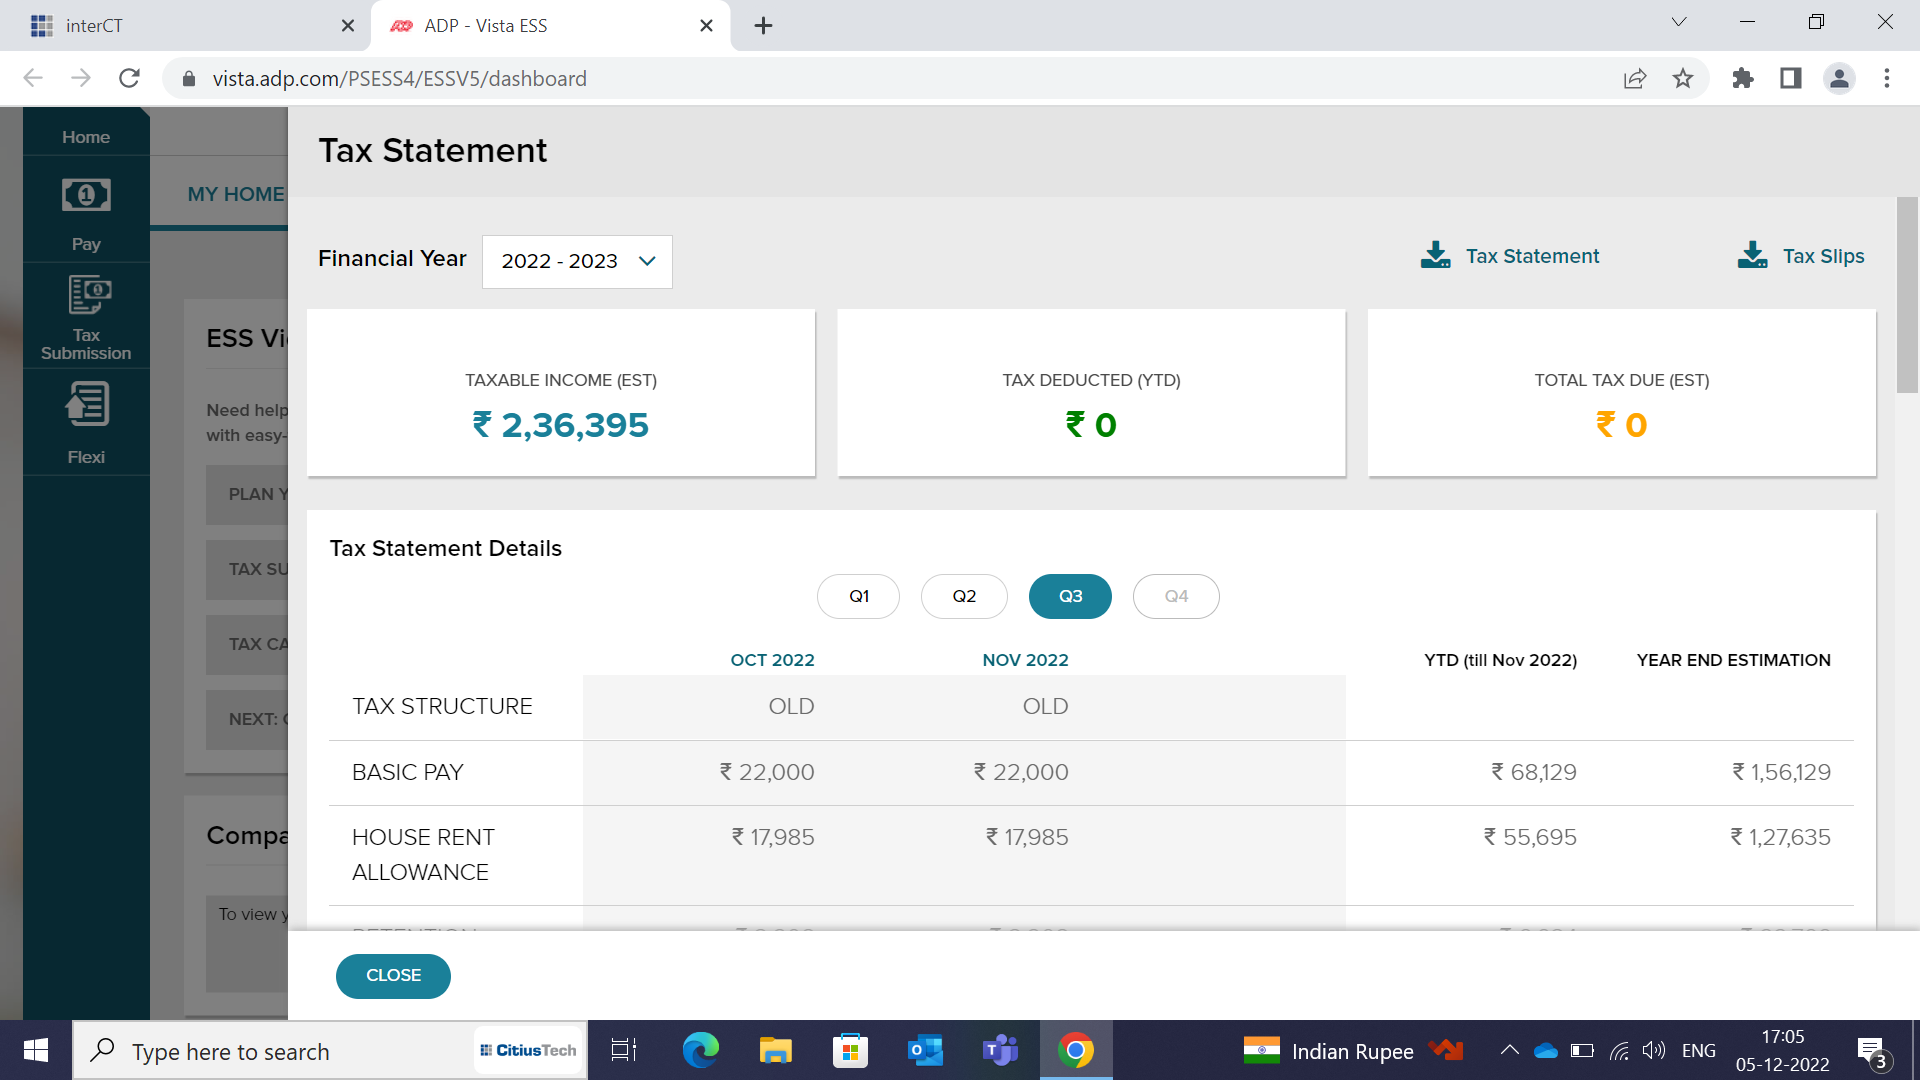 interCT
ADP - Vista ESS
vista.adp.com/PSESS4/ESSV5/dashboard
Home
Pay
Tax
Submission
Flexi
MY HOME
ESS Vi
Need help
with easy-
PLAN Y
TAX SU
TAX CA
NEXT:
Compa
To view y
Tax Statement
Financial Year
2022 - 2023
Tax Statement
Tax Slips
TAXABLE INCOME (EST)
₹ 2,36,395
TAX DEDUCTED (YTD)
₹ 0
TOTAL TAX DUE (EST)
₹ 0
Tax Statement Details
Q1 Q2 Q3 Q4
OCT 2022 NOV 2022 YTD (till Nov 2022) YEAR END ESTIMATION
TAX STRUCTURE OLD OLD
BASIC PAY ₹ 22,000 ₹ 22,000 ₹ 68,129 ₹ 1,56,129
HOUSE RENT ₹ 17,985 ₹ 17,985 ₹ 55,695 ₹ 1,27,635
ALLOWANCE
CLOSE
Type here to search
CitiusTech
Indian Rupee
ENG
17:05
05-12-2022
3